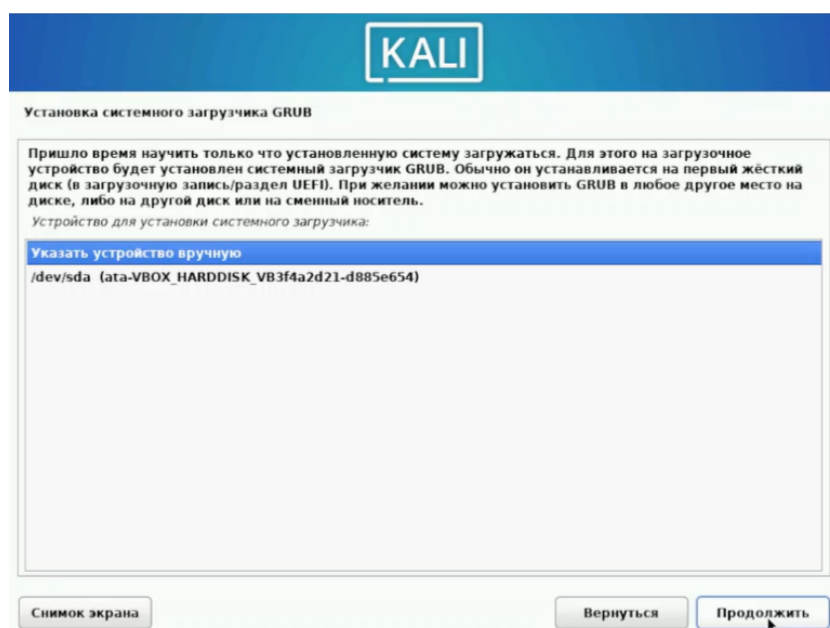 KALI
Установка системного загрузчика GRUB
Пришло время научить только что установленную систему загружаться. Для этого на загрузочное
устройство будет установлен системный загрузчик GRUB. Обычно он устанавливается на первый жёсткий
диск (в загрузочную запись/раздел UEFI). При желании можно установить GRUB в любое другое место на
диске, либо на другой диск или на сменный носитель.
Устройство для установки системного загрузчика:
Указать устройство вручную
/dev/sda (ata-VBOX_HARDDISK_VB3f4a2d21-d885e654)
Снимок экрана
Вернуться
Продолжить